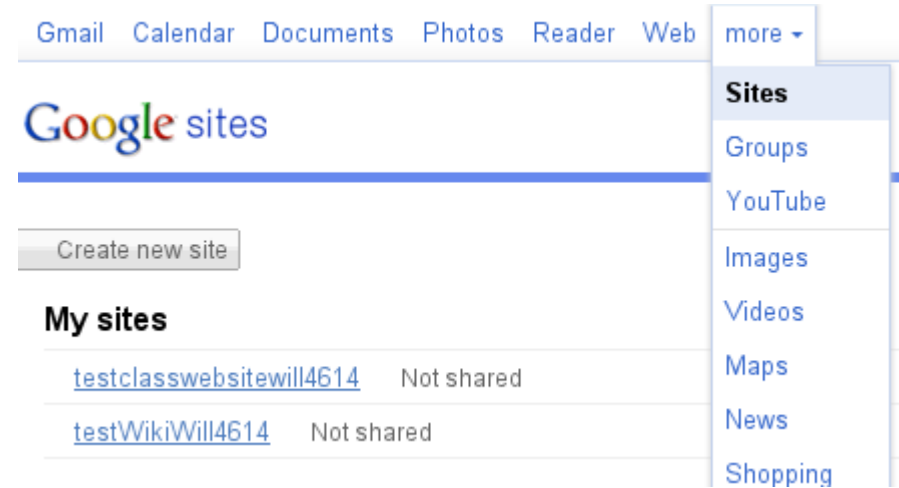 Gmail Calendar Documents Photos Reader Web more
Sites
Google sites
Groups
YouTube
Create new site
Images
My sites
Videos
testclasswebsitewill4614 Not shared
Maps
testWikiWill4614 Not shared
News
Shopping